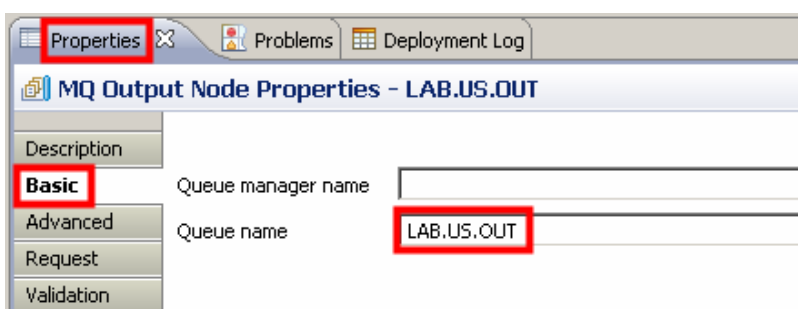 Properties Problems Deployment Log
MQ Output Node Properties - LAB.US.OUT
Description
Basic Queue manager name
Advanced Queue name LAB.US.OUT
Request
Validation